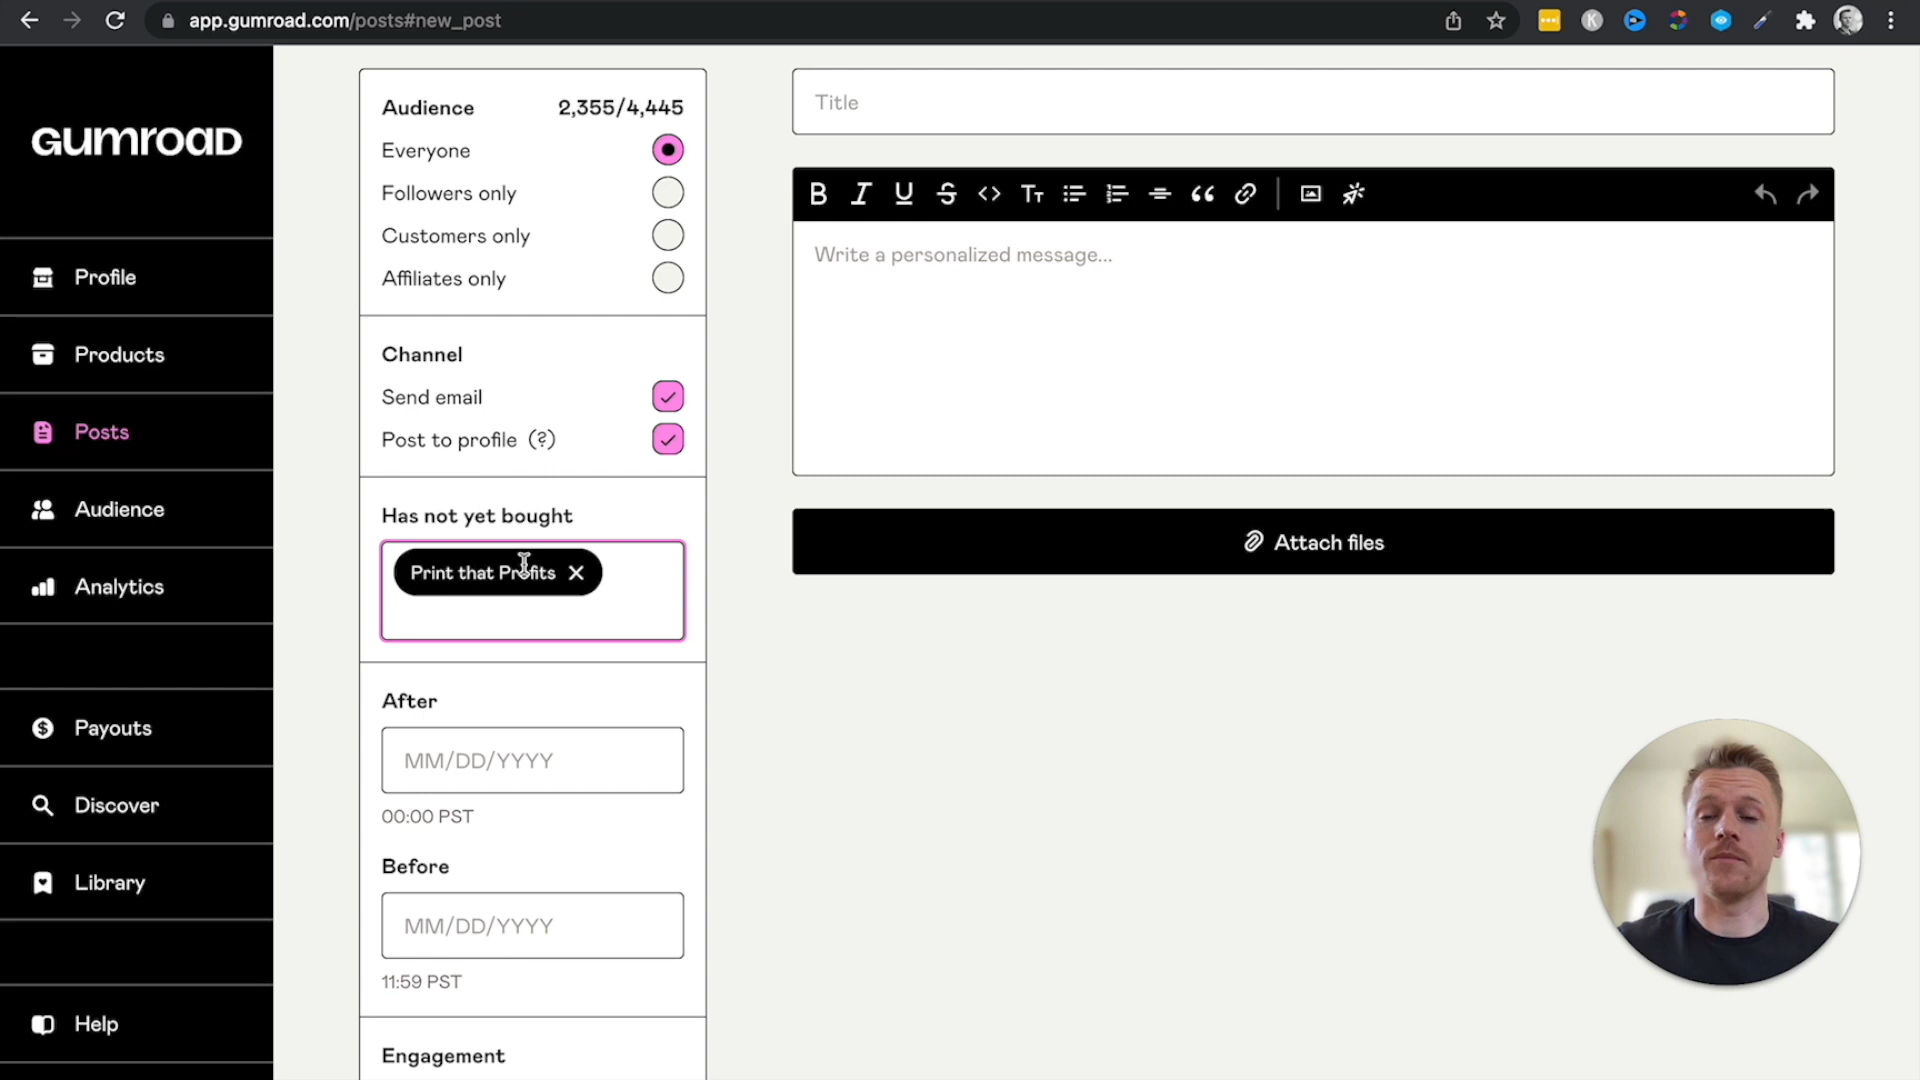 app.gumroad.com/posts#new_post
K
GUMROAD
Profile
Products
Posts
Audience
Analytics
Payouts
Discover
Library
Help
Audience 2,355/4,445
Everyone
Followers only
Customers only
Affiliates only
Channel
Send email
Post to profile (?)
Has not yet bought
Print that Profits ×
After
MM/DD/YYYY
00:00 PST
Before
MM/DD/YYYY
11:59 PST
Engagement
Title
B I U S <> TT
Write a personalized message...
Attach files